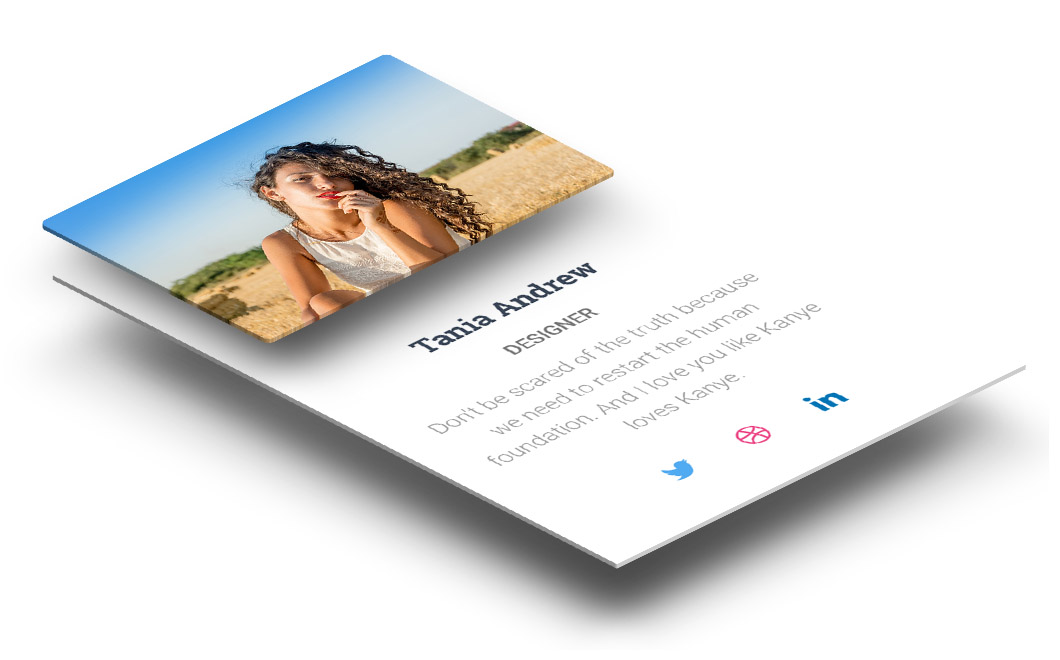 Tania Andrew
DESIGNER
Don't be scared of the truth because
we need to restart the human
foundation. And I love you like Kanye
loves Kanye.
in